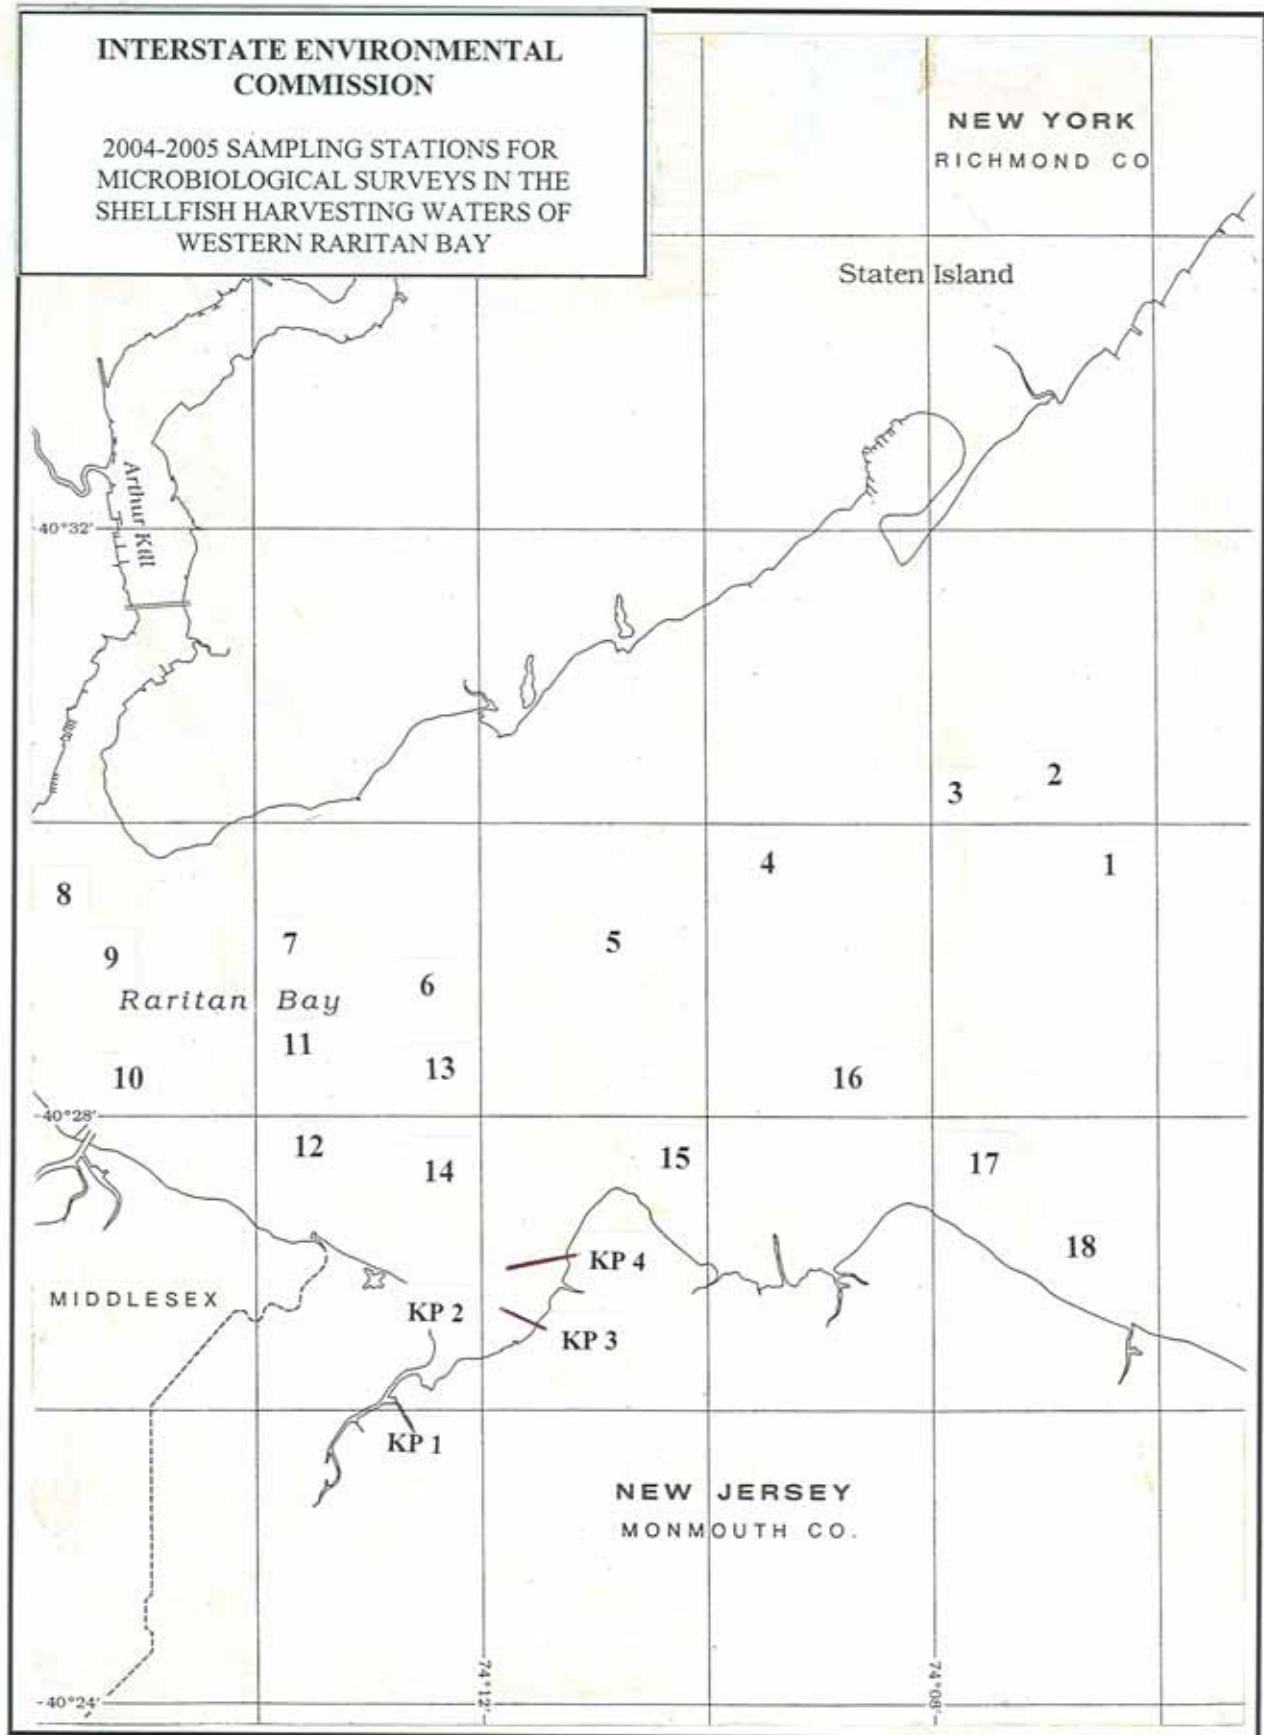 INTERSTATE ENVIRONMENTAL
COMMISSION
2004-2005 SAMPLING STATIONS FOR
MICROBIOLOGICAL SURVEYS IN THE
SHELLFISH HARVESTING WATERS OF
WESTERN RARITAN BAY
NEW YORK
RICHMOND CO
Staten Island
Arthur Kill
40°32'
2
3
4
1
8
7
5
9
6
Raritan Bay
11
13
10
16
40°28'
12
14
15
17
18
KP 4
MIDDLESEX
KP 2
KP 3
KP 1
NEW JERSEY
MONMOUTH CO.
74°12'
74°08'
40°24'